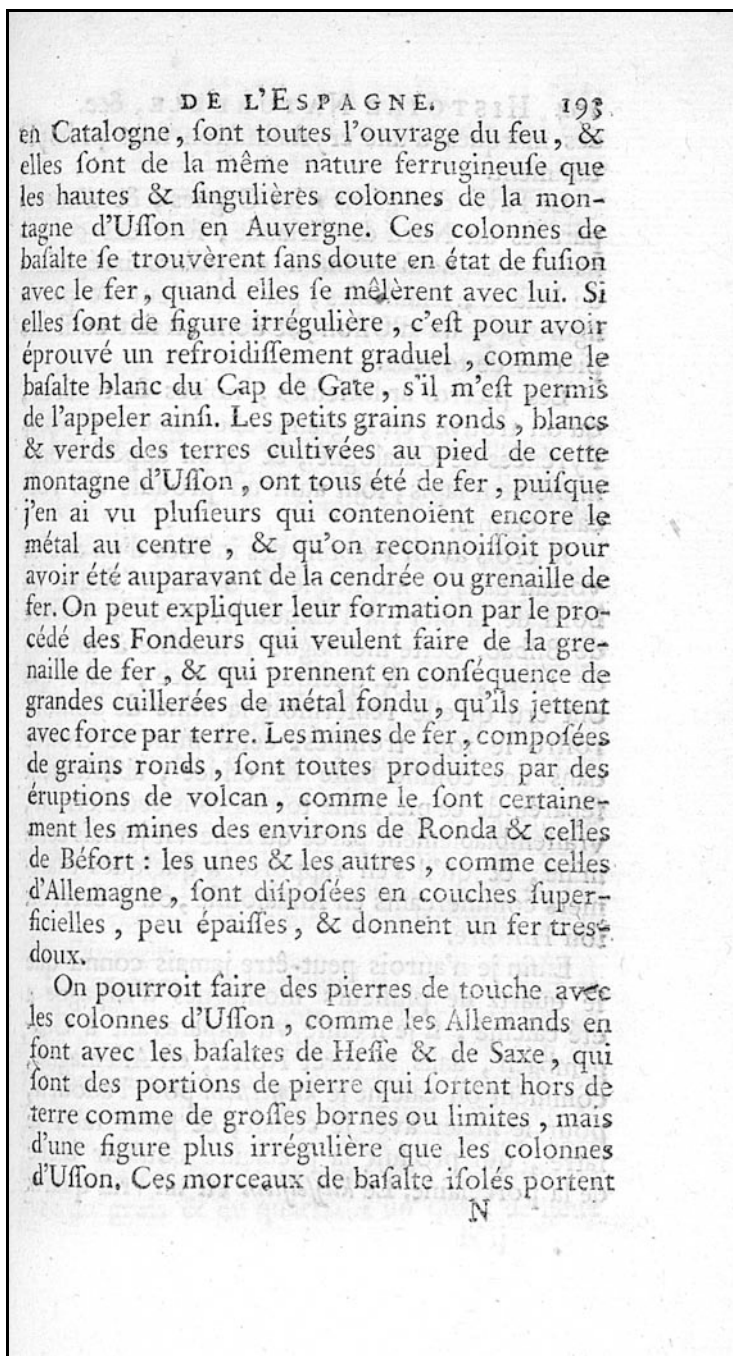 DE L'ESPAGNE. 193
en Catalogne, ſont toutes l'ouvrage du feu, &
elles ſont de la même nature ferrugineuſe que
les hautes & ſingulières colonnes de la mon-
tagne d'Uſſon en Auvergne. Ces colonnes de
baſalte ſe trouvèrent ſans doute en état de fuſion
avec le fer, quand elles ſe mêlèrent avec lui. Si
elles ſont de figure irrégulière, c'eſt pour avoir
éprouvé un refroidiſſement graduel, comme le
baſalte blanc du Cap de Gate, s'il m'eſt permis
de l'appeler ainſi. Les petits grains ronds, blancs
& verds des terres cultivées au pied de cette
montagne d'Uſſon, ont tous été de fer, puiſque
j'en ai vu pluſieurs qui contenoient encore le
métal au centre, & qu'on reconnoiſſoit pour
avoir été auparavant de la cendrée ou grenaille de
fer. On peut expliquer leur formation par le pro-
cédé des Fondeurs qui veulent faire de la gre-
naille de fer, & qui prennent en conſéquence de
grandes cuillerées de métal fondu, qu'ils jettent
avec force par terre. Les mines de fer, compoſées
de grains ronds, ſont toutes produites par des
éruptions de volcan, comme le ſont certaine-
ment les mines des environs de Ronda & celles
de Béfort : les unes & les autres, comme celles
d'Allemagne, ſont diſpoſées en couches ſuper-
ficielles, peu épaiſſes, & donnent un fer très-
doux.
On pourroit faire des pierres de touche avec
les colonnes d'Uſſon, comme les Allemands en
font avec les baſaltes de Heſſe & de Saxe, qui
ſont des portions de pierre qui ſortent hors de
terre comme de groſſes bornes ou limites, mais
d'une figure plus irrégulière que les colonnes
d'Uſſon. Ces morceaux de baſalte iſolés portent
N